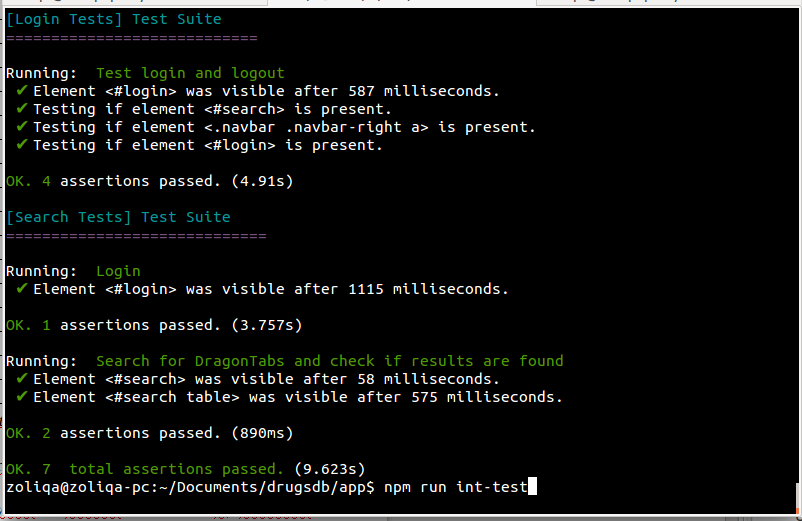 [Login Tests] Test Suite
============================
Running:  Test login and logout
✔ Element <#login> was visible after 587 milliseconds.
✔ Testing if element <#search> is present.
✔ Testing if element <.navbar .navbar-right a> is present.
✔ Testing if element <#login> is present.
OK. 4 assertions passed. (4.91s)
[Search Tests] Test Suite
=============================
Running:  Login
✔ Element <#login> was visible after 1115 milliseconds.
OK. 1 assertions passed. (3.757s)
Running:  Search for DragonTabs and check if results are found
✔ Element <#search> was visible after 58 milliseconds.
✔ Element <#search table> was visible after 575 milliseconds.
OK. 2 assertions passed. (890ms)
OK. 7  total assertions passed. (9.623s)
zoliqa@zoliqa-pc:~/Documents/drugsdb/app$ npm run int-test